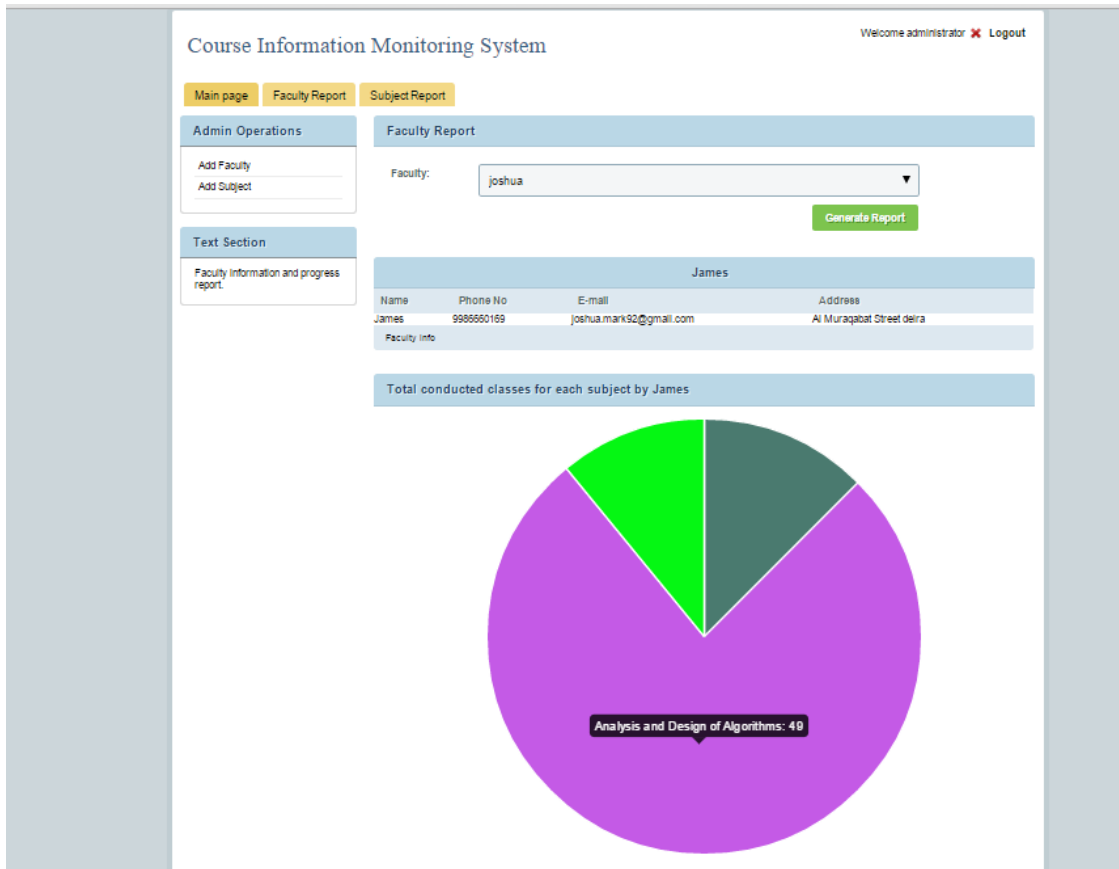 Course Information Monitoring System
Welcome administrator Logout
Main page Faculty Report Subject Report
Admin Operations
Add Faculty
Add Subject
Text Section
Faculty Information and progress
report.
Faculty Report
Faculty: joshua
Generate Report
James
Name Phone No E-mail Address
James 9986660169 joshua.mark92@gmail.com Al Muraqabat Street deira
Faculty Info
Total conducted classes for each subject by James
Analysis and Design of Algorithms: 49